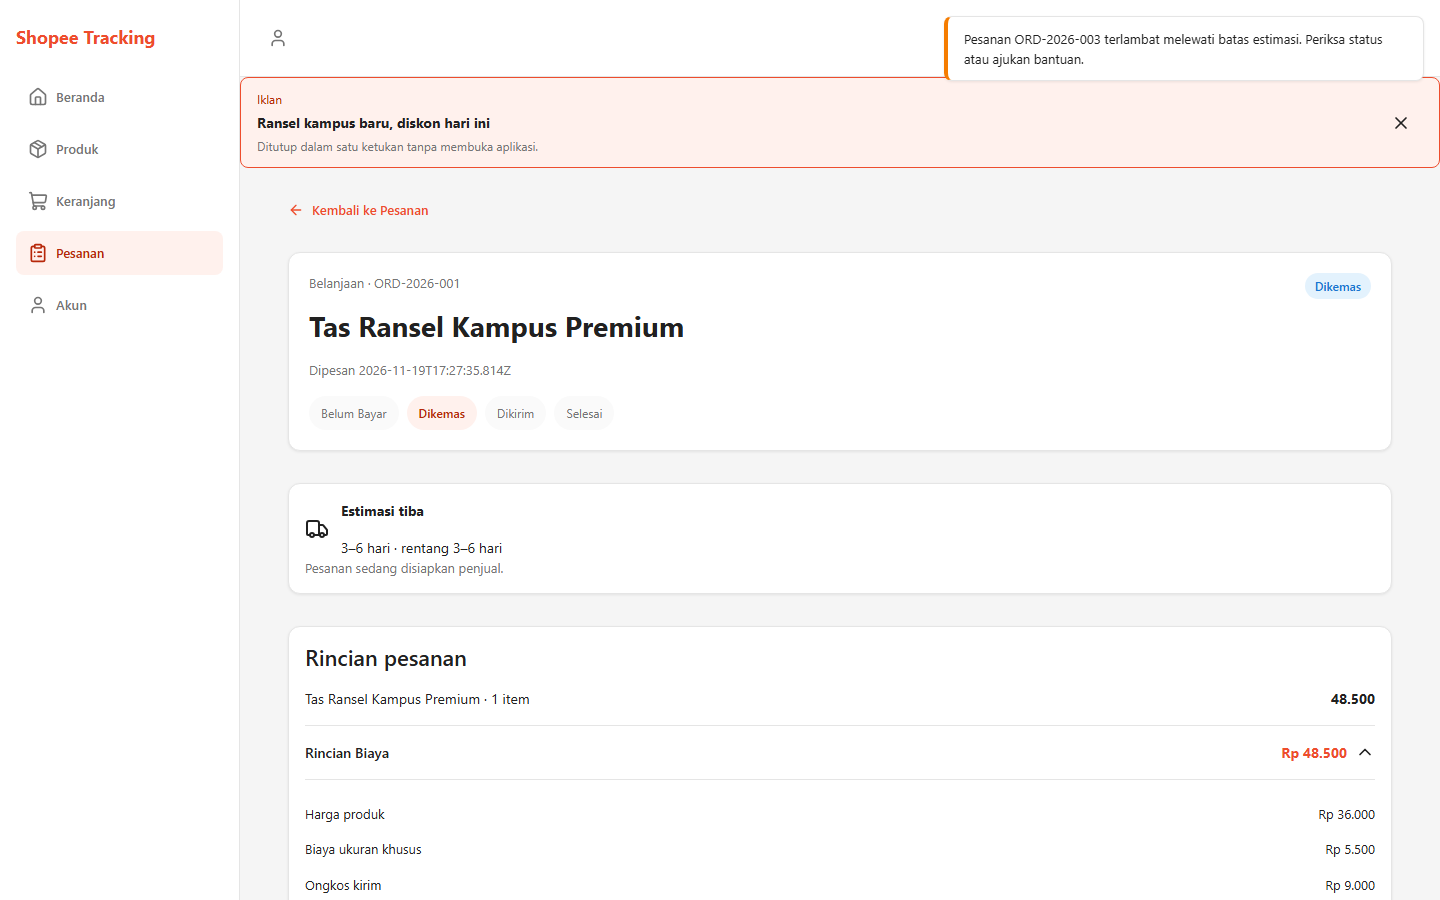 Shopee Tracking
Beranda
Produk
Keranjang
Pesanan
Akun
Pesanan ORD-2026-003 terlambat melewati batas estimasi. Periksa status
atau ajukan bantuan.
Iklan
Ransel kampus baru, diskon hari ini
Ditutup dalam satu ketukan tanpa membuka aplikasi.
Kembali ke Pesanan
Belanjaan · ORD-2026-001
Dikemas
Tas Ransel Kampus Premium
Dipesan 2026-11-19T17:27:35.814Z
Belum Bayar
Dikemas
Dikirim
Selesai
Estimasi tiba
3–6 hari · rentang 3–6 hari
Pesanan sedang disiapkan penjual.
Rincian pesanan
Tas Ransel Kampus Premium · 1 item 48.500
Rincian Biaya Rp 48.500
Harga produk Rp 36.000
Biaya ukuran khusus Rp 5.500
Ongkos kirim Rp 9.000